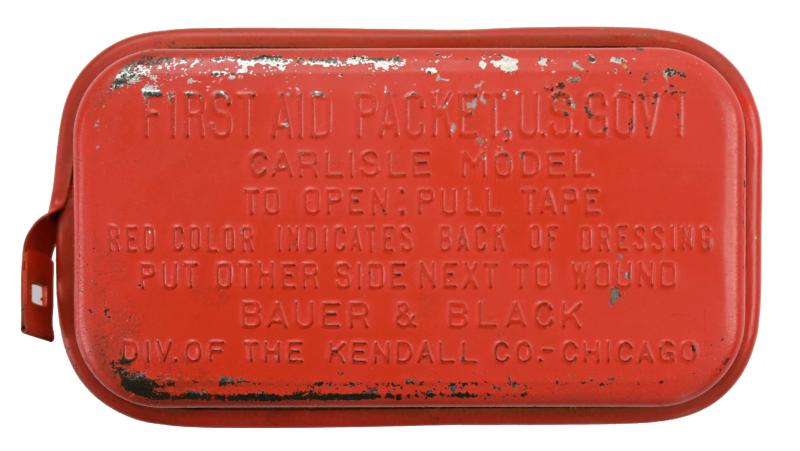 FIRST AID PACKET, U.S. GOV'T
CARLISLE MODEL
TO OPEN: PULL TAPE
RED COLOR INDICATES BACK OF DRESSING
PUT OTHER SIDE NEXT TO WOUND
BAUER & BLACK
DIV. OF THE KENDALL CO.-CHICAGO